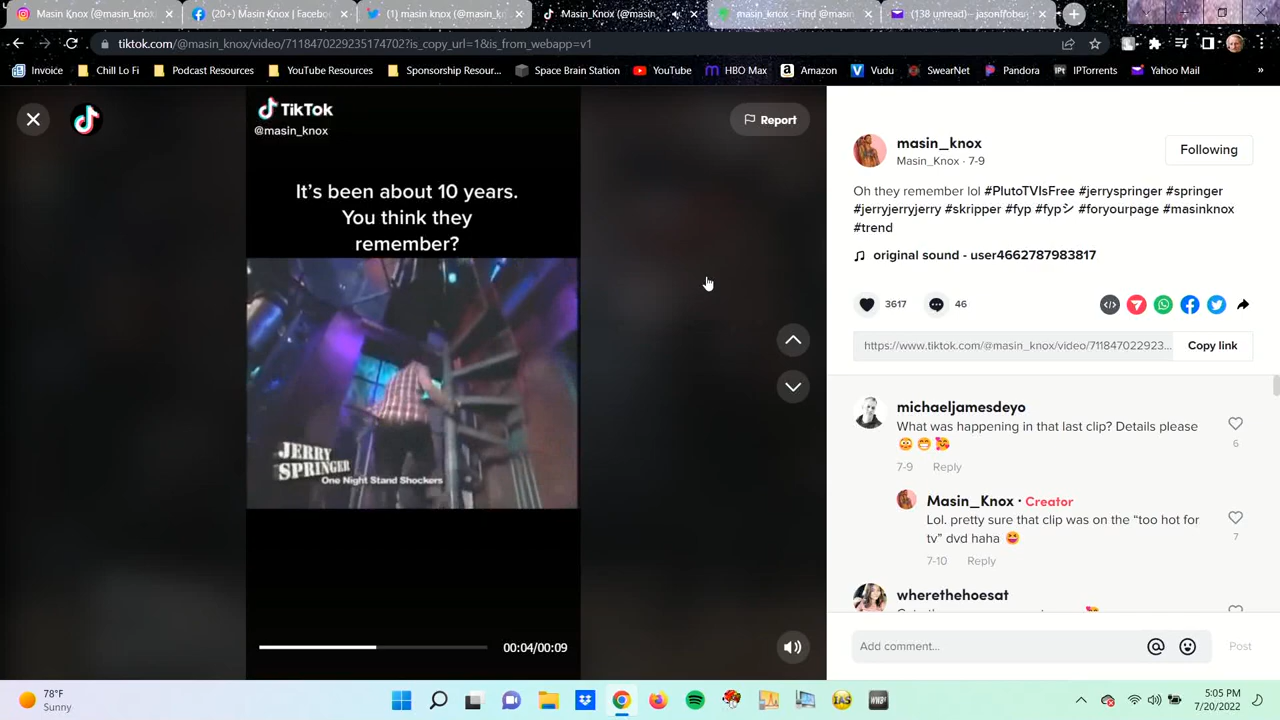 Masin Knox (@masin_knox
(20+) Masin Knox | Facebo
(1) masin knox (@masin_k
Masin_Knox (@masin
masin_knox - Find @masin
(138 unread) - jasonfrobe
tiktok.com/@masin_knox/video/7118470229235174702?is_copy_url=1&is_from_webapp=v1
Invoice
Chill Lo Fi
Podcast Resources
YouTube Resources
Sponsorship Resour...
Space Brain Station
YouTube
HBO Max
Amazon
Vudu
SwearNet
Pandora
IPTorrents
Yahoo Mail
»
TikTok
@masin_knox
Report
It's been about 10 years.
You think they
remember?
JERRY
SPRINGER
One Night Stand Shockers
00:04/00:09
masin_knox
Masin_Knox · 7-9
Following
Oh they remember lol #PlutoTVIsFree #jerryspringer #springer
#jerryjerryjerry #skripper #fyp #fypシ #foryourpage #masinknox
#trend
original sound - user4662787983817
3617
46
https://www.tiktok.com/@masin_knox/video/711847022923...
Copy link
michaeljamesdeyo
What was happening in that last clip? Details please
😳 😁 🥰
6
7-9 Reply
Masin_Knox · Creator
Lol. pretty sure that clip was on the “too hot for
tv” dvd haha 😆
7
7-10 Reply
wherethehoesat
Add comment...
Post
78°F
Sunny
5:05 PM
7/20/2022